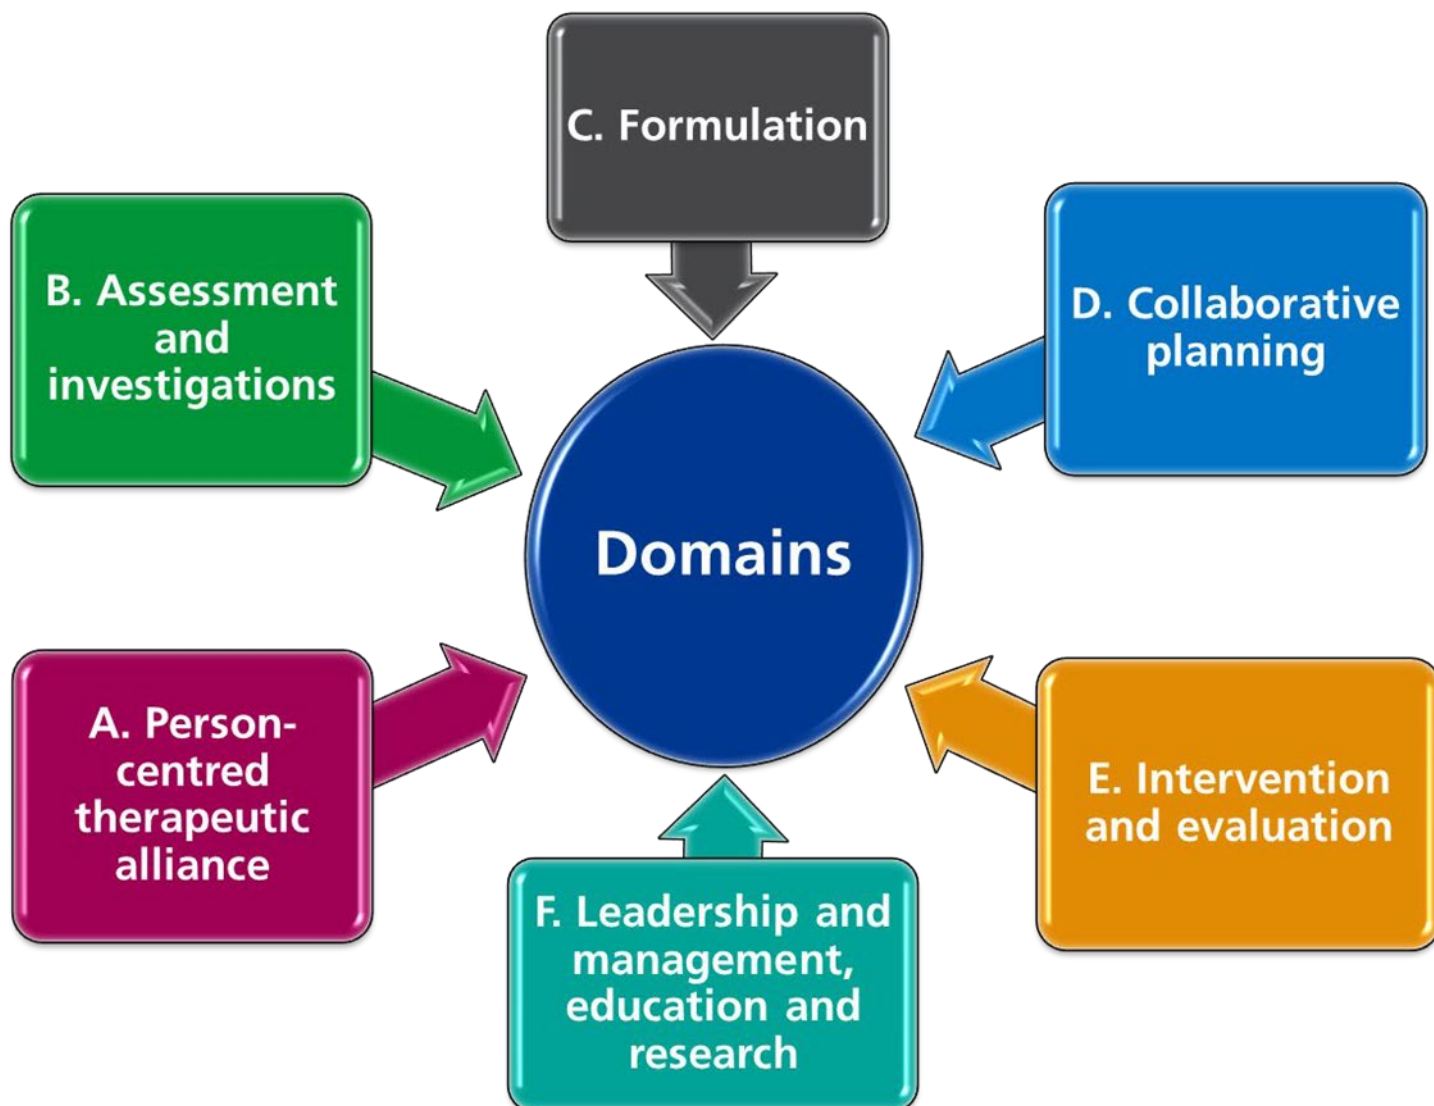 C. Formulation
B. Assessment
and
investigations
D. Collaborative
planning
Domains
A. Person-
centred
therapeutic
alliance
E. Intervention
and evaluation
F. Leadership and
management,
education and
research